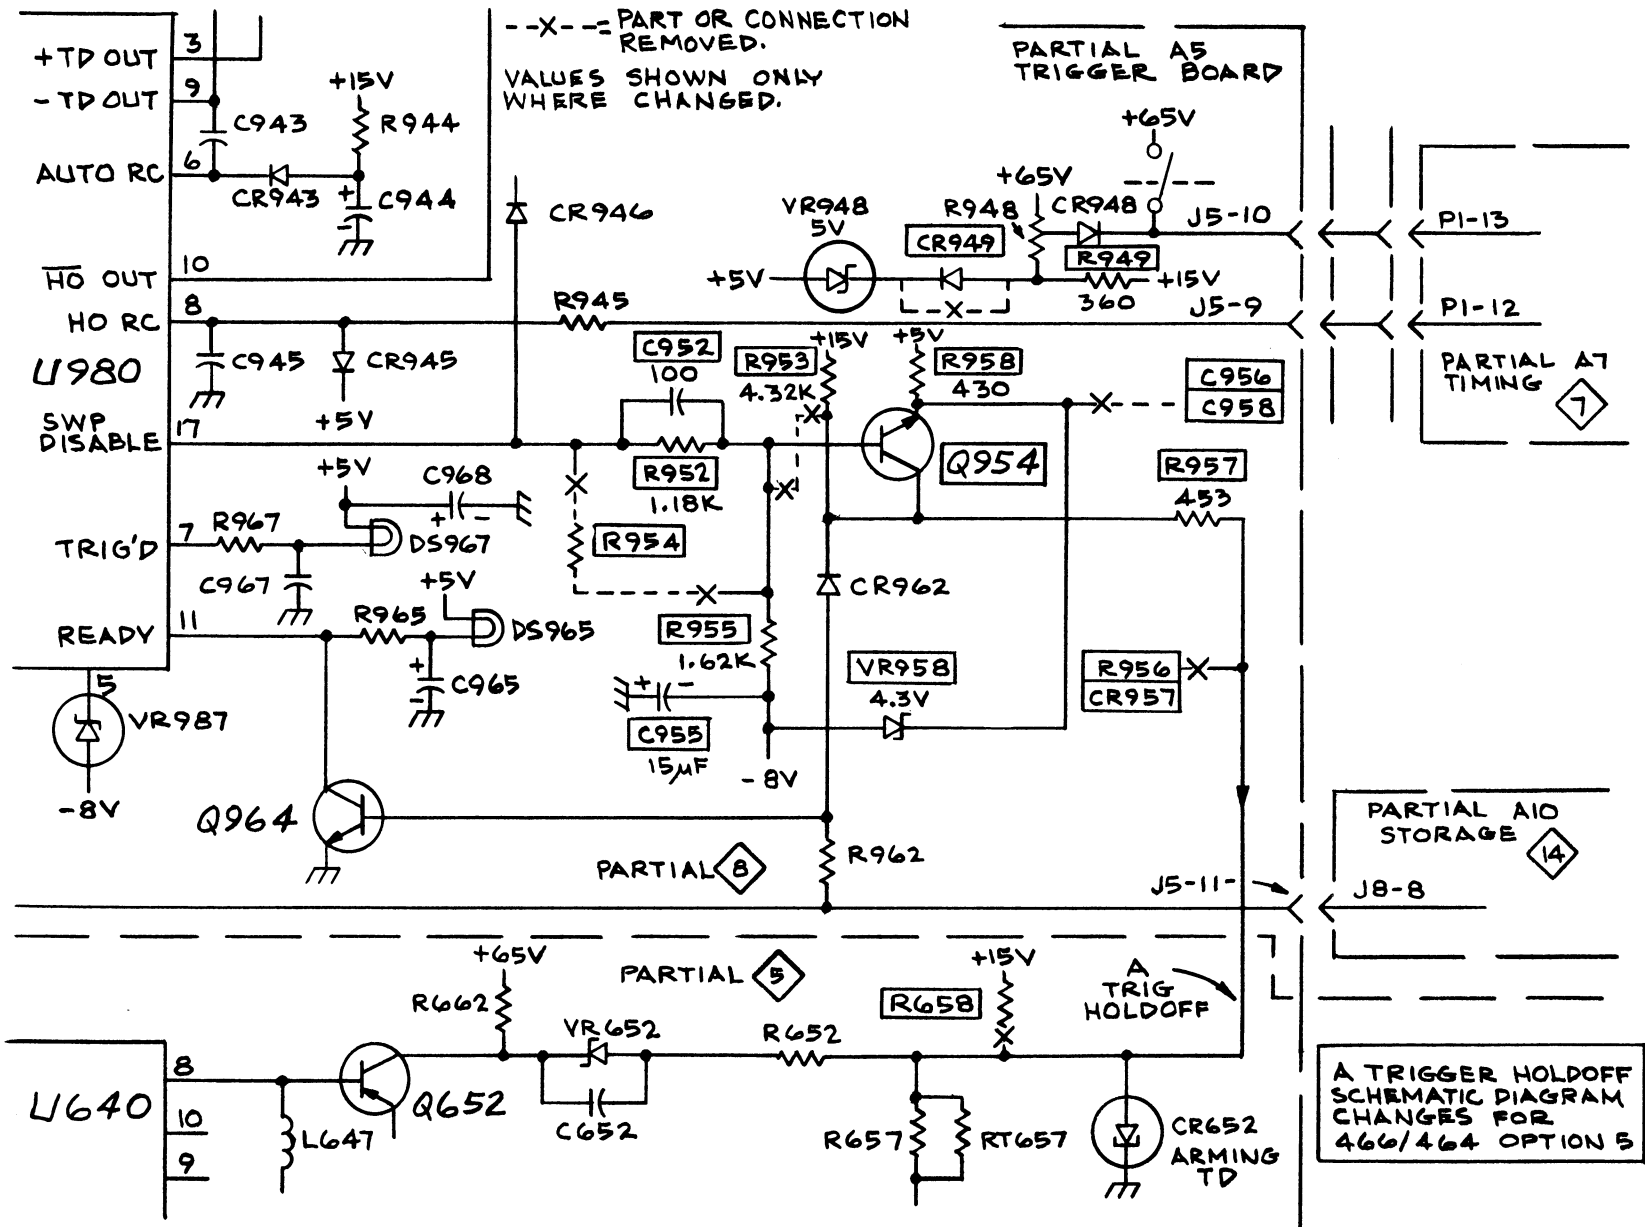 --X--= PART OR CONNECTION
REMOVED.
VALUES SHOWN ONLY
WHERE CHANGED.
PARTIAL A5
TRIGGER BOARD
+TD OUT
3
-TD OUT
9
AUTO RC
6
C943
+15V
R944
CR943
+
C944
-
HO OUT
10
HO RC
8
U980
C945
CR945
+5V
CR946
R945
VR948
5V
+5V
CR949
R948
+65V
CR948
+65V
R949
360
+15V
J5-10
P1-13
J5-9
P1-12
PARTIAL A7
TIMING
7
SWP
DISABLE
17
C952
100
R952
1.18K
R953
4.32K
+15V
+5V
R958
430
C956
C958
Q954
R957
453
+5V
C968
+ -
TRIG'D
7
R967
DS967
C967
R954
+5V
READY
11
R965
DS965
+
C965
-
5
VR987
-8V
R955
1.62K
+ -
C955
15µF
-8V
CR962
VR958
4.3V
R956
CR957
Q964
PARTIAL 8
R962
PARTIAL A10
STORAGE
14
J5-11
J8-8
PARTIAL 5
+65V
R662
VR652
C652
R652
R658
+15V
A
TRIG
HOLDOFF
U640
8
10
9
L647
Q652
R657
RT657
CR652
ARMING
TD
A TRIGGER HOLDOFF
SCHEMATIC DIAGRAM
CHANGES FOR
466/464 OPTION 5